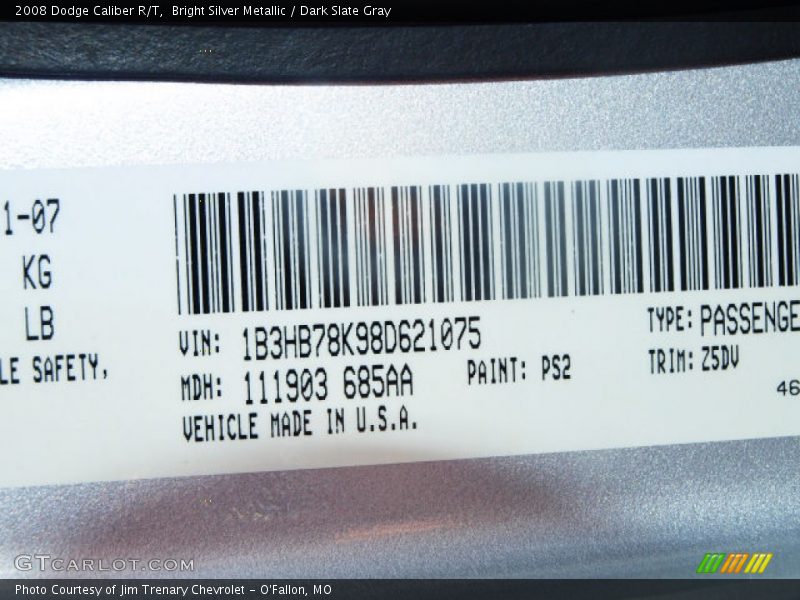 2008 Dodge Caliber R/T,  Bright Silver Metallic / Dark Slate Gray
1-07
KG
LB
LE SAFETY,
VIN: 1B3HB78K98D621075
MDH: 111903 685AA
VEHICLE MADE IN U.S.A.
PAINT: PS2
TYPE: PASSENGE
TRIM: Z5DV
46
GTCARLOT.COM
Photo Courtesy of Jim Trenary Chevrolet - O'Fallon, MO